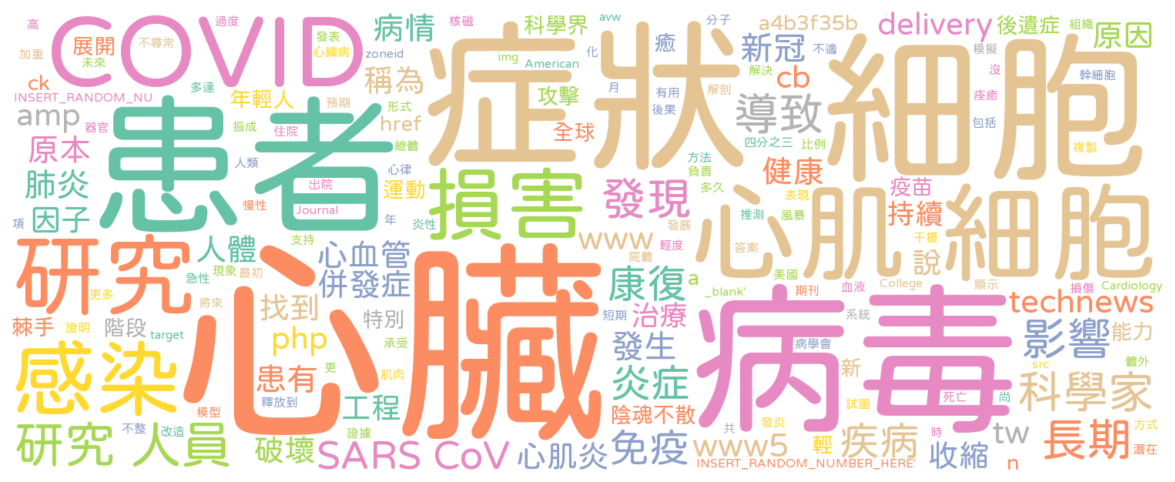 高 過度 核磁 科學界 avw 分子 a4b3f35b delivery 後遺症 組織 原因
加重 展開 不尋常 COVID 發表 心臟病 病情 zoneid img American 癒 化 新冠 不適 模擬 沒 幹細胞
未來 ck 多達 稱為 攻擊 月 有用 解決 cb 症狀 細胞
INSERT_RANDOM_NU 年輕人 預期 形式 後果 解剖 痊癒
amp 器官 振成 住院 href 總體 全球 導致 四分之三 比例 包括
原本 患者 人類 心律 損害 方法 負責 健康 複製
肺炎 出院 運動 發現 多久 表現 疫苗
因子 慢性 Journal 年 炎性 推測 風暴 持續 心肌細胞
項 研究 人體 支持 心血管 www 發展 輕度 答案 干擾 說
急性 現象 最初 併發症 屍體 康復 a 美國 College 顯示
更多 將來 找到 _blank' 期刊 血液 損傷 Cardiology
棘手 證明 階段 target php 特別 心臟 短期 治療 病毒 系統 technews
感染 更 承受 發生 病學會 影響 能力
患有 肌肉 炎症 新 src 體外
模型 釋放到 工程 陰魂不散 試圖 死亡 尚 科學家
研究人員 不整 改造 證據 共 發炎 輕 時 方式
破壞 SARS CoV 心肌炎 免疫 www5 疾病 收縮 tw 長期 潛在
INSERT_RANDOM_NUMBER_HERE' n